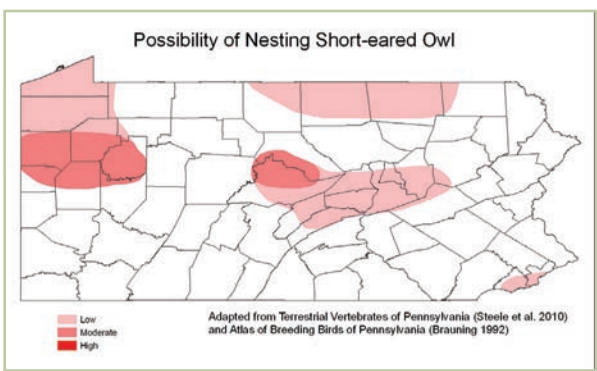 Possibility of Nesting Short-eared Owl
Low
Moderate
High
Adapted from Terrestrial Vertebrates of Pennsylvania (Steele et al. 2010)
and Atlas of Breeding Birds of Pennsylvania (Brauning 1992)